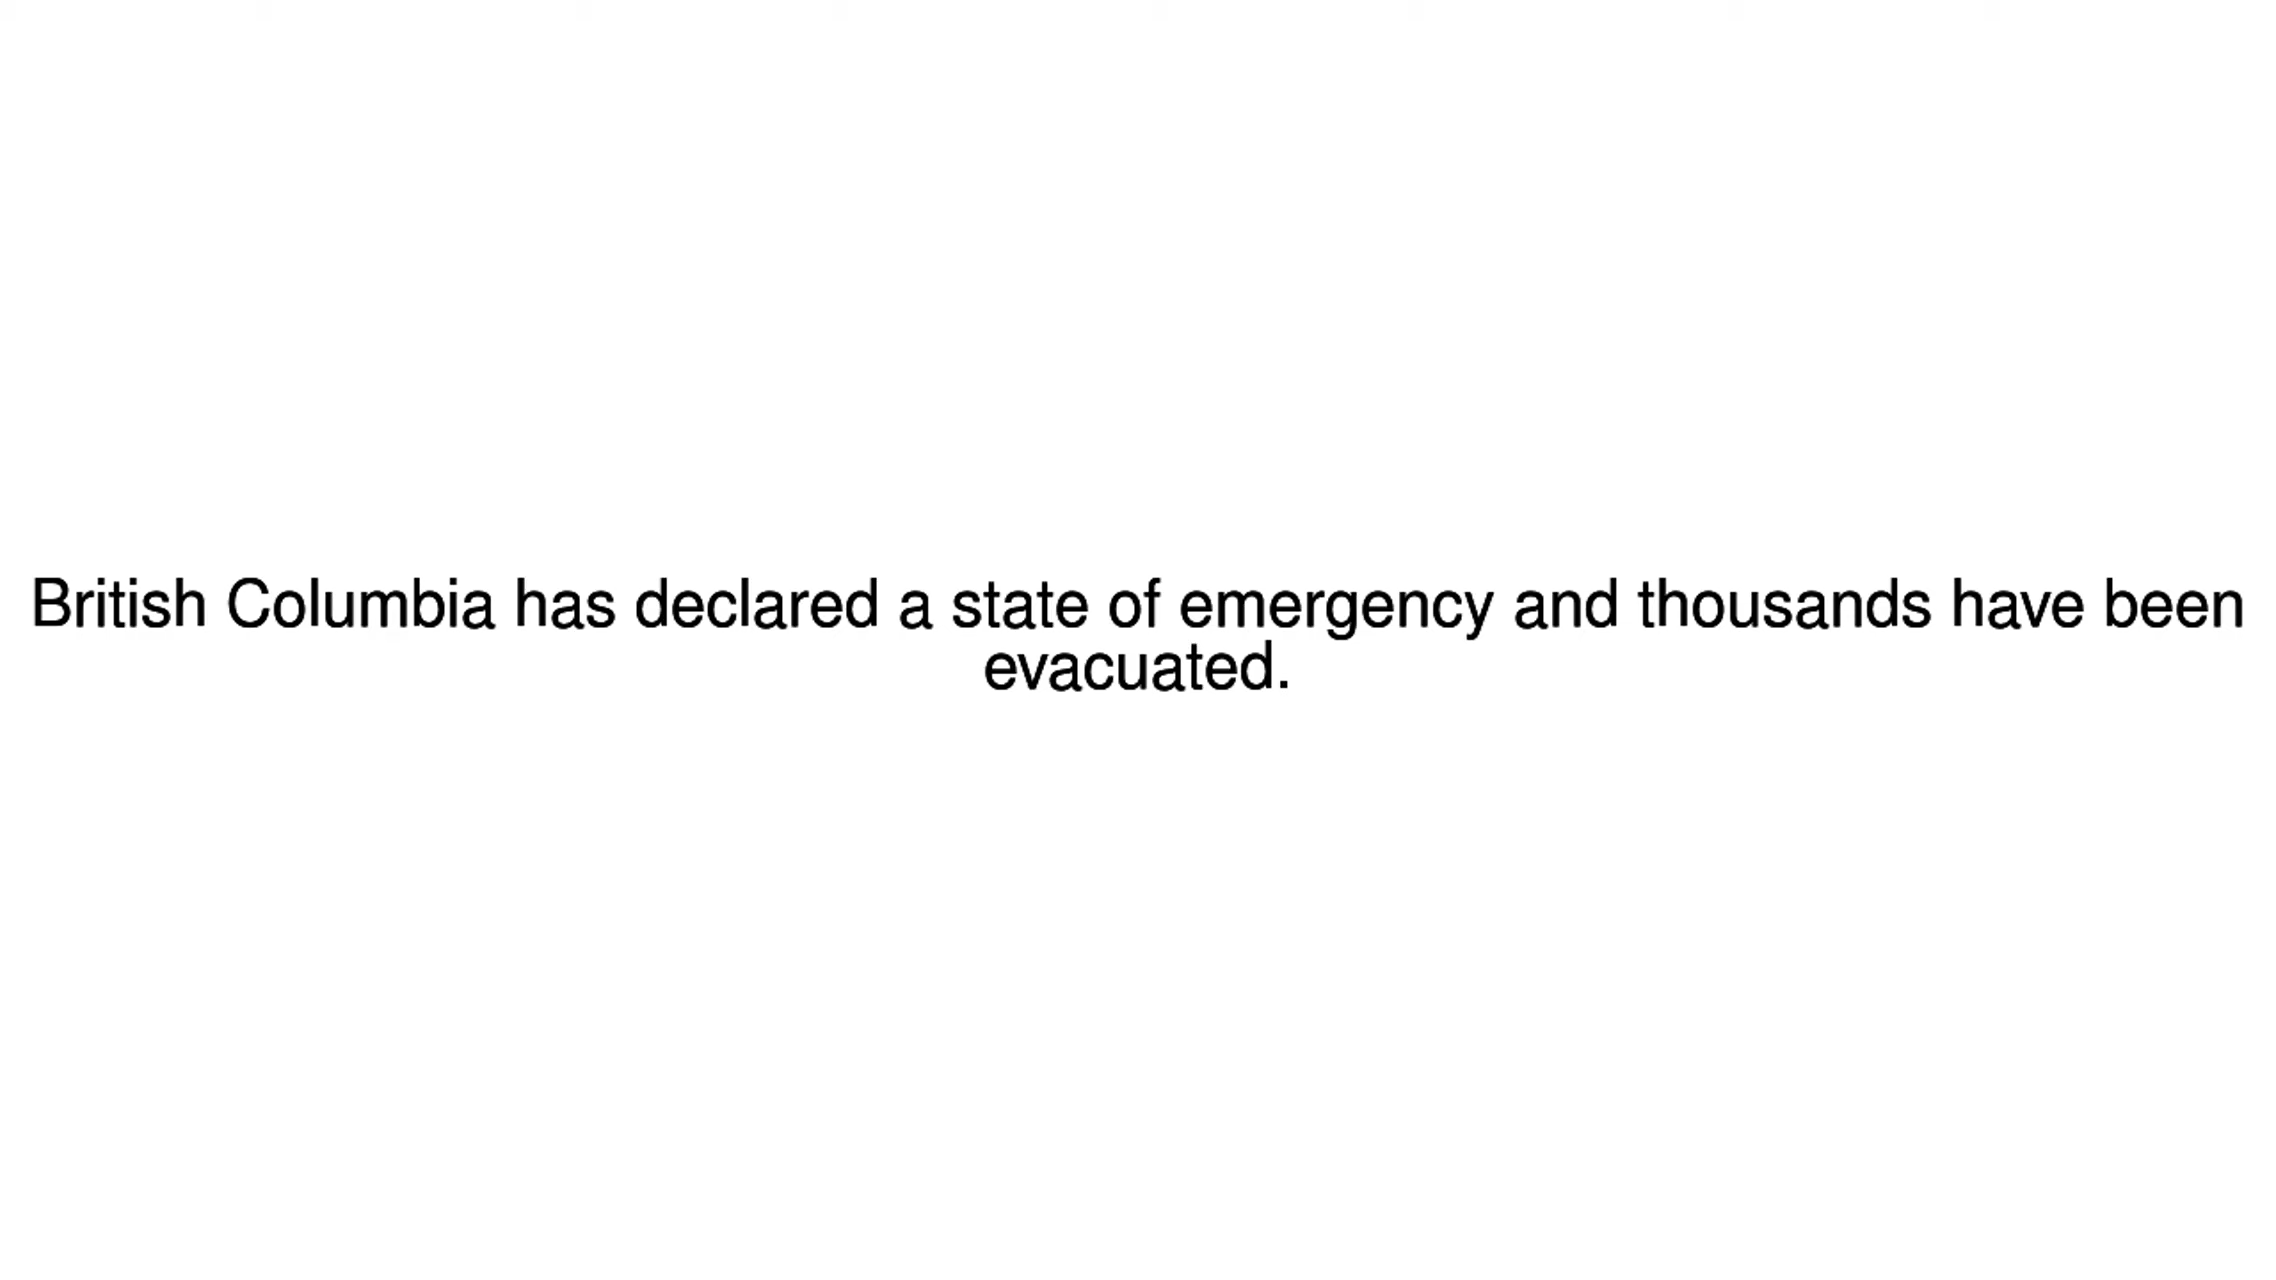 British Columbia has declared a state of emergency and thousands have been
evacuated.